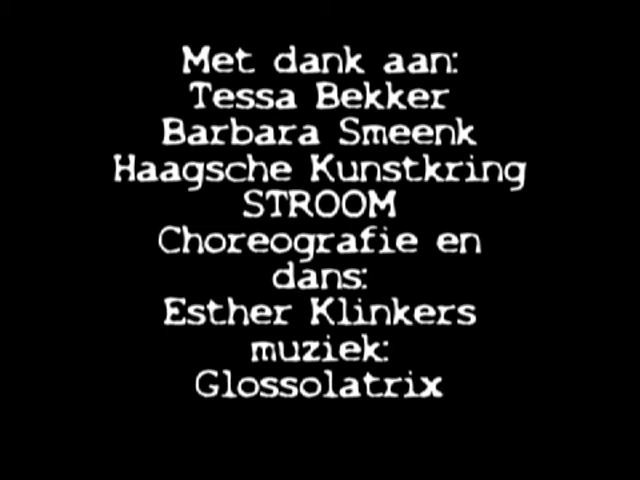 Met dank aan:
Tessa Bekker
Barbara Smeenk
Haagsche Kunstkring
STROOM
Choreografie en
dans:
Esther Klinkers
muziek:
Glossolatrix